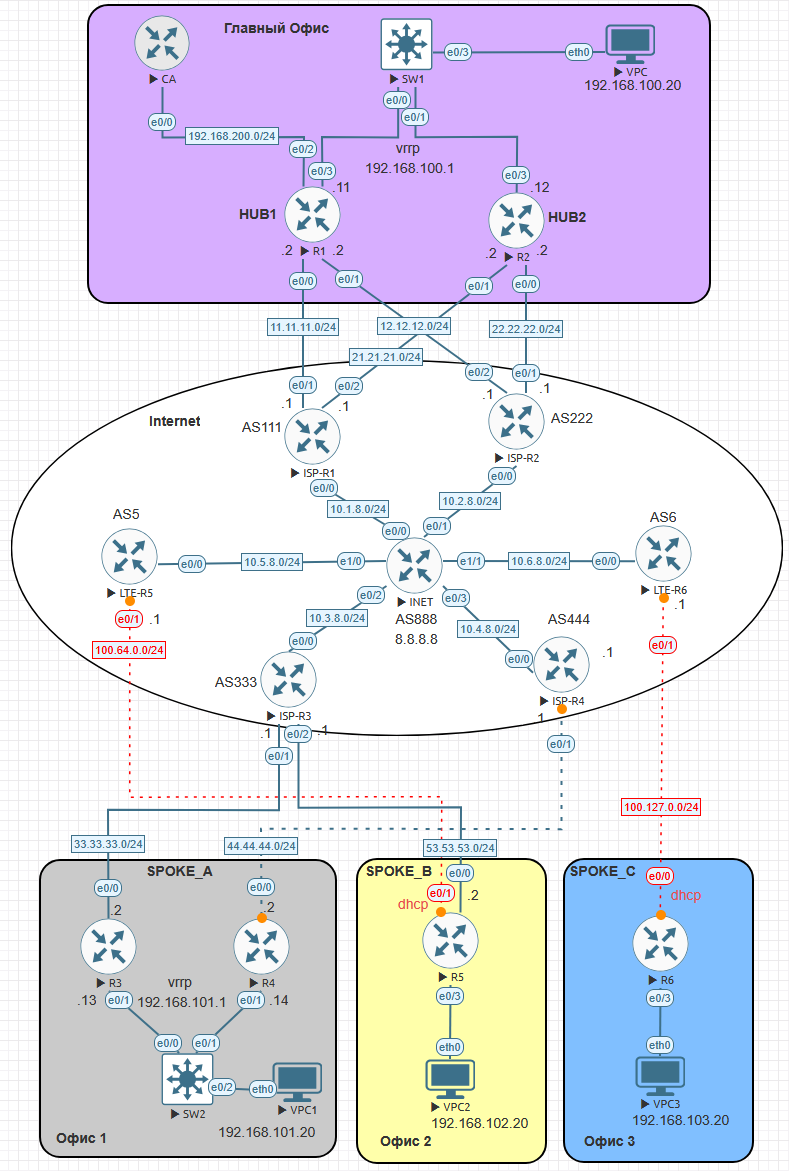 Главный Офис
CA
SW1
e0/3
eth0
VPC
192.168.100.20
e0/0
e0/0
e0/1
192.168.200.0/24
e0/2
e0/3
vrrp
192.168.100.1
e0/3
.11
.12
HUB1
HUB2
.2
R1
.2
.2
R2
.2
e0/0
e0/1
e0/1
e0/0
11.11.11.0/24
12.12.12.0/24
22.22.22.0/24
21.21.21.0/24
e0/1
e0/2
e0/2
e0/1
.1
.1
.1
.1
Internet
AS111
AS222
ISP-R1
ISP-R2
e0/0
e0/0
10.1.8.0/24
10.2.8.0/24
e0/0
e0/1
AS5
AS6
e0/0
10.5.8.0/24
e1/0
e1/1
10.6.8.0/24
e0/0
LTE-R5
INET
LTE-R6
e0/2
e0/3
.1
e0/1
.1
AS888
8.8.8.8
10.3.8.0/24
10.4.8.0/24
AS444
e0/0
e0/0
e0/1
100.64.0.0/24
.1
AS333
ISP-R3
ISP-R4
.1
e0/2
.1
1
e0/1
e0/1
100.127.0.0/24
33.33.33.0/24
44.44.44.0/24
53.53.53.0/24
SPOKE_A
SPOKE_B
SPOKE_C
e0/0
e0/0
e0/0
e0/0
e0/1
.2
dhcp
dhcp
.2
.2
R3
vrrp
R4
R5
R6
.13
e0/1
192.168.101.1
e0/1
.14
e0/3
e0/3
e0/0
e0/1
eth0
eth0
e0/2
eth0
SW2
VPC1
VPC2
VPC3
192.168.101.20
192.168.102.20
192.168.103.20
Офис 1
Офис 2
Офис 3